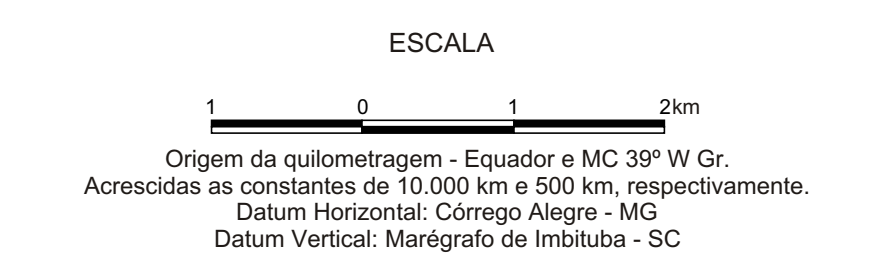 ESCALA
1 0 1 2km
Origem da quilometragem - Equador e MC 39º W Gr.
Acrescidas as constantes de 10.000 km e 500 km, respectivamente.
Datum Horizontal: Córrego Alegre - MG
Datum Vertical: Marégrafo de Imbituba - SC